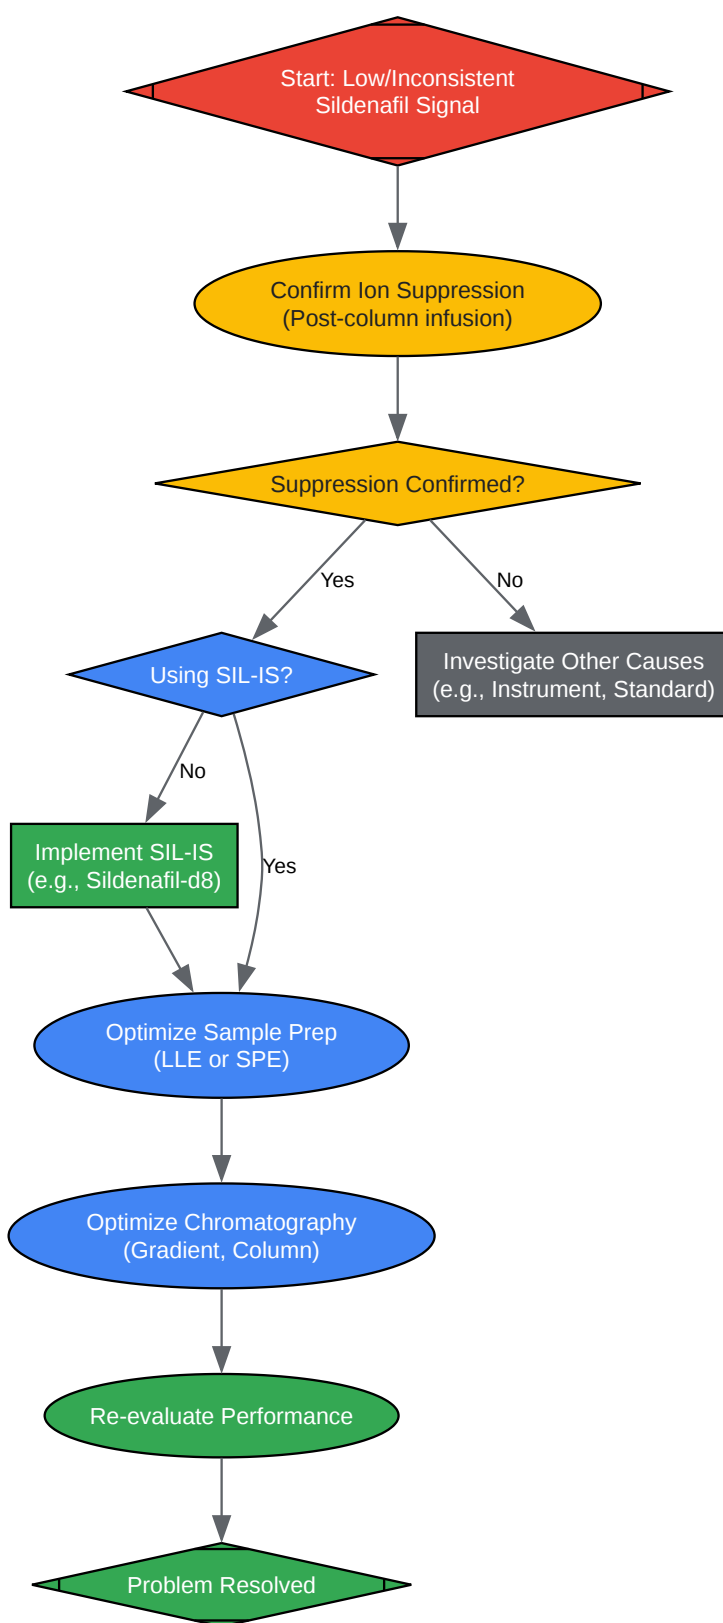 Start: Low/Inconsistent
Sildenafil Signal
Confirm Ion Suppression
(Post-column infusion)
Suppression Confirmed?
Yes
No
Using SIL-IS?
Investigate Other Causes
(e.g., Instrument, Standard)
No
Implement SIL-IS
(e.g., Sildenafil-d8)
Yes
Optimize Sample Prep
(LLE or SPE)
Optimize Chromatography
(Gradient, Column)
Re-evaluate Performance
Problem Resolved